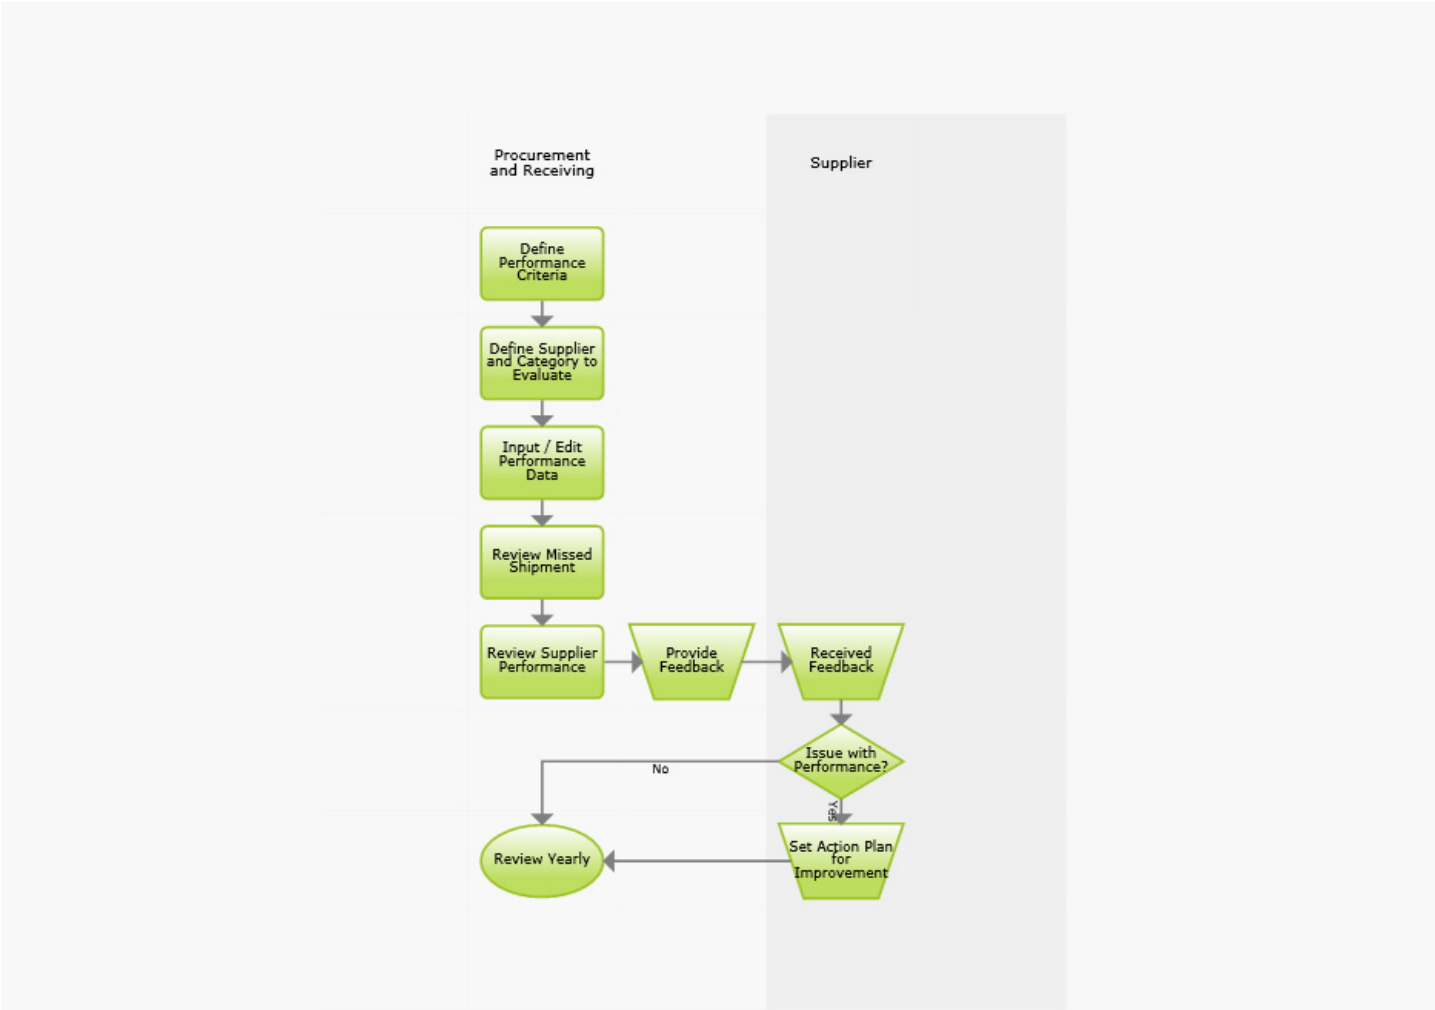 Procurement
and Receiving
Supplier
Define
Performance
Criteria
Define Supplier
and Category to
Evaluate
Input / Edit
Performance
Data
Review Missed
Shipment
Review Supplier
Performance
Provide
Feedback
Received
Feedback
Issue with
Performance?
No
Yes
Review Yearly
Set Action Plan
for
Improvement